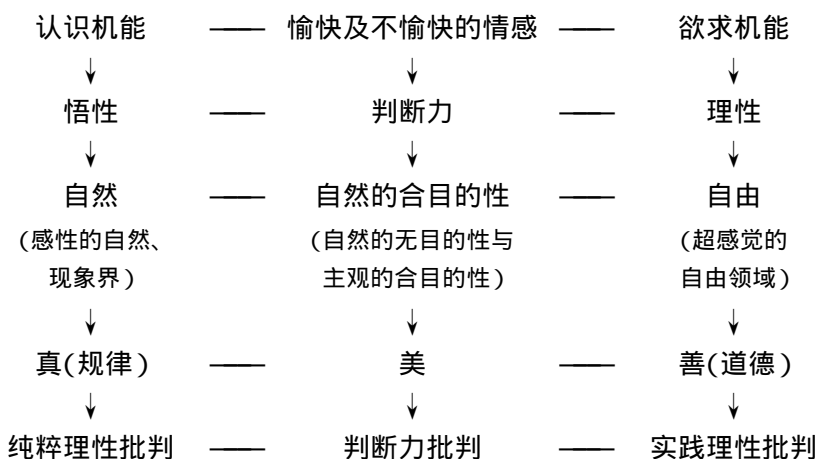 认识机能 —— 愉快及不愉快的情感 —— 欲求机能
↓ ↓ ↓
悟性 —— 判断力 —— 理性
↓ ↓ ↓
自然 —— 自然的合目的性 —— 自由
(感性的自然、 (自然的无目的性与 (超感觉的
现象界) 主观的合目的性) 自由领域)
↓ ↓ ↓
真(规律) —— 美 —— 善(道德)
↓ ↓ ↓
纯粹理性批判 —— 判断力批判 —— 实践理性批判